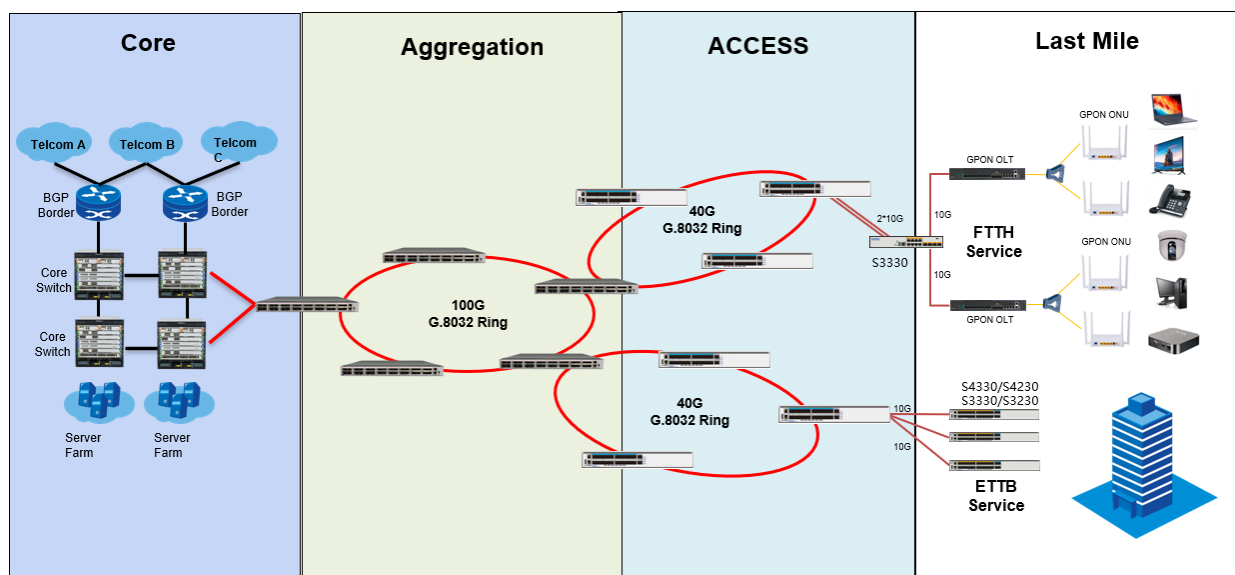 Core
Aggregation
ACCESS
Last Mile
Telcom A
Telcom B
Telcom
C
BGP
Border
BGP
Border
Core
Switch
Core
Switch
Server
Farm
Server
Farm
100G
G.8032 Ring
40G
G.8032 Ring
40G
G.8032 Ring
2*10G
S3330
10G
10G
GPON OLT
FTTH
Service
GPON OLT
GPON ONU
GPON ONU
10G
10G
S4330/S4230
S3330/S3230
ETTB
Service